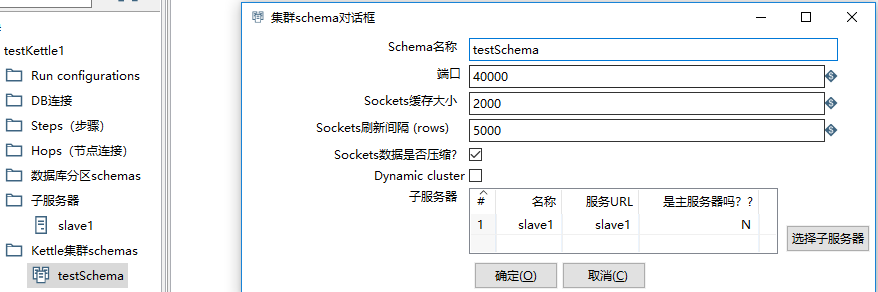 testKettle1
Run configurations
DB连接
Steps（步骤）
Hops（节点连接）
数据库分区schemas
子服务器
slave1
Kettle集群schemas
testSchema
集群schema对话框
Schema名称 testSchema
端口 40000
Sockets缓存大小 2000
Sockets刷新间隔 (rows) 5000
Sockets数据是否压缩?
Dynamic cluster
子服务器
# 名称 服务URL 是主服务器吗? ?
1 slave1 slave1 N
选择子服务器
确定(O) 取消(C)